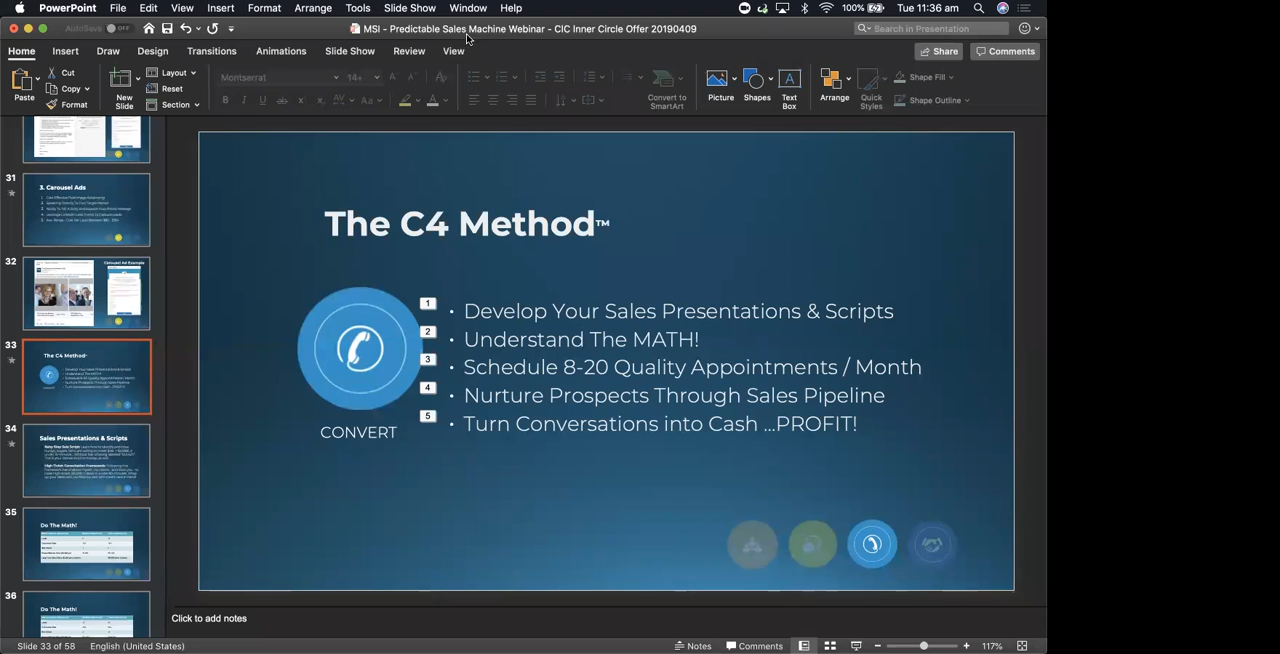 PowerPoint File Edit View Insert Format Arrange Tools Slide Show Window Help 100% Tue 11:36 am
AutoSave OFF MSI - Predictable Sales Machine Webinar - CIC Inner Circle Offer 20190409 Search in Presentation
Home Insert Draw Design Transitions Animations Slide Show Review View Share Comments
Paste Cut Copy Format New Slide Layout Reset Section Montserrat 14+ Convert to SmartArt Picture Shapes Text Box Arrange Quick Styles Shape Fill Shape Outline
31
3. Carousel Ads
32
Carousel Ad Example
33
The C4 Method™
34
Sales Presentations & Scripts
35
Do The Math!
36
Do The Math!
The C4 Method™
1 • Develop Your Sales Presentations & Scripts
2 • Understand The MATH!
3 • Schedule 8-20 Quality Appointments / Month
4 • Nurture Prospects Through Sales Pipeline
5 • Turn Conversations into Cash ...PROFIT!
CONVERT
Click to add notes
Slide 33 of 58 English (United States) Notes Comments 117%